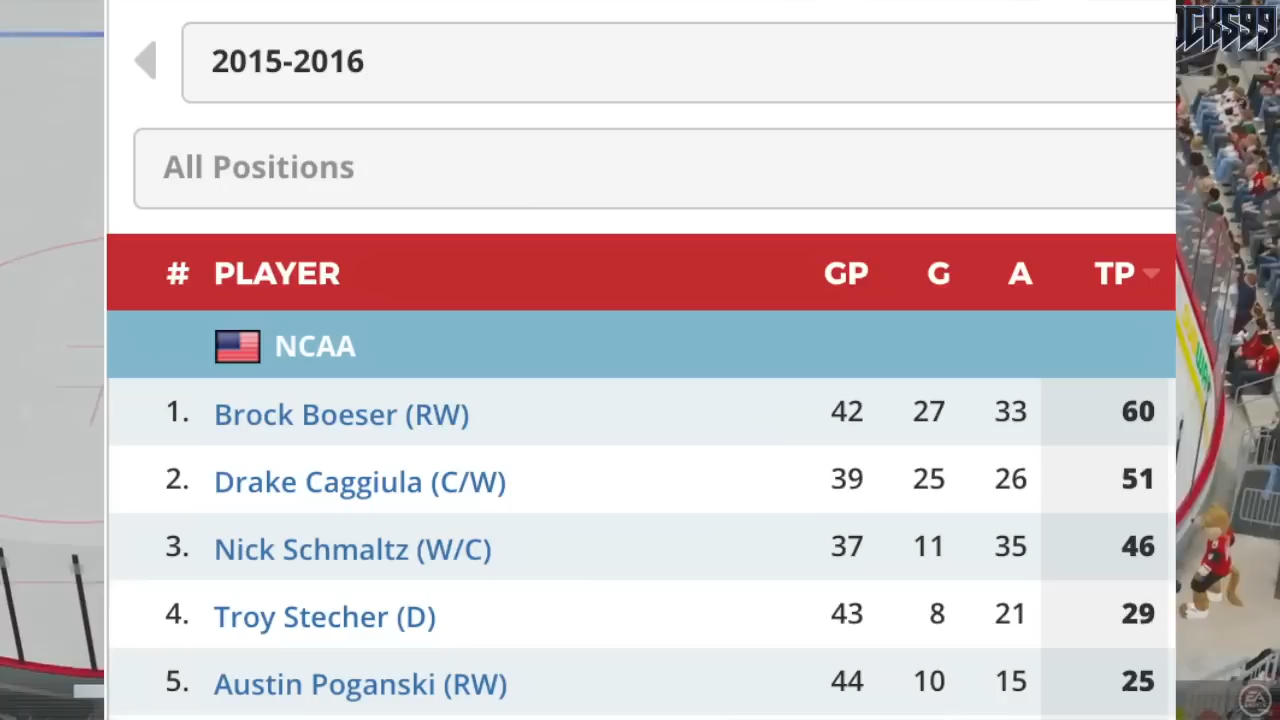 2015-2016
All Positions
# PLAYER GP G A TP
NCAA
1. Brock Boeser (RW) 42 27 33 60
2. Drake Caggiula (C/W) 39 25 26 51
3. Nick Schmaltz (W/C) 37 11 35 46
4. Troy Stecher (D) 43 8 21 29
5. Austin Poganski (RW) 44 10 15 25